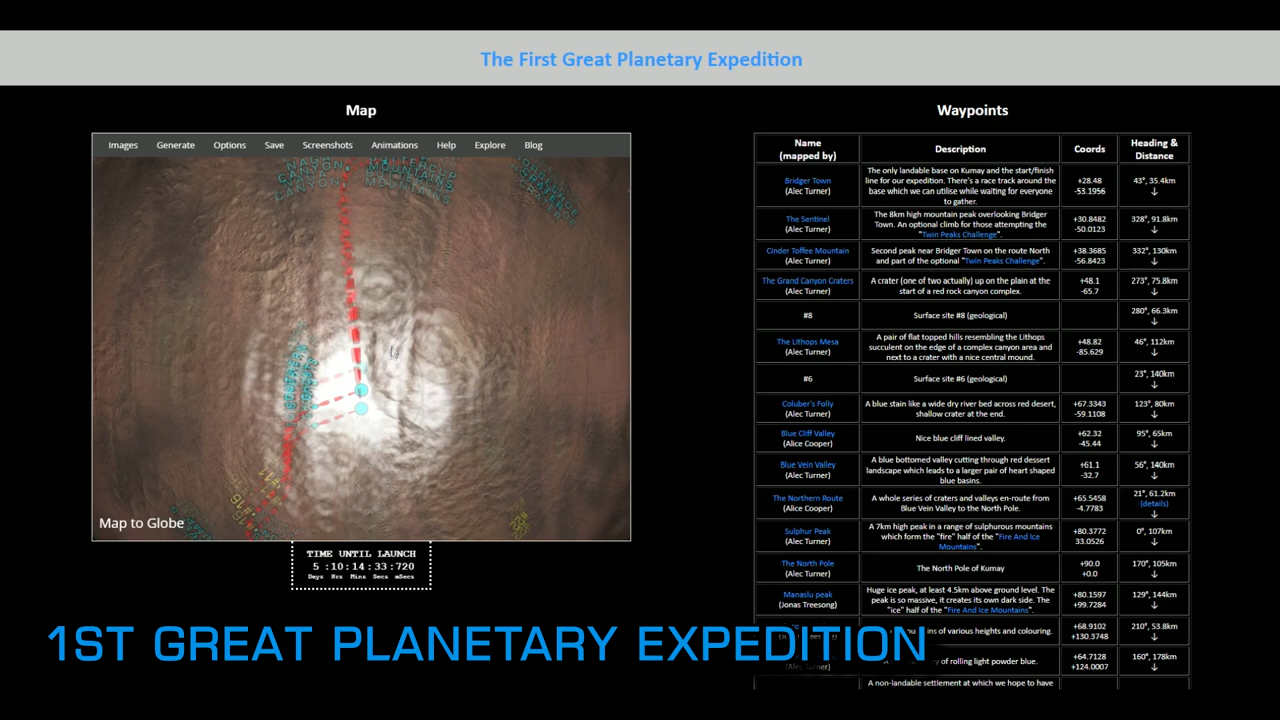 The First Great Planetary Expedition
Map
Images Generate Options Save Screenshots Animations Help Explore Blog
CANYON
CANYON
MOUNTAINS
MOUNTAINS
Map to Globe
TIME UNTIL LAUNCH
5 :10:14:33:720
Days Hrs Mins Secs mSecs
Waypoints
Name
(mapped by)
Description
Coords
Heading &
Distance
Bridger Town
(Alec Turner)
The only landable base on Kumay and the start/finish
line for our expedition. There's a race track around the
base which we can utilise while waiting for everyone
to gather.
+28.48
-53.1956
43°, 35.4km
↓
The Sentinel
(Alec Turner)
The 8km high mountain peak overlooking Bridger
Town. An optional climb for those attempting the
"Twin Peaks Challenge".
+30.8482
-50.0123
328°, 91.8km
↓
Cinder Toffee Mountain
(Alec Turner)
Second peak near Bridger Town on the route North
and part of the optional "Twin Peaks Challenge".
+38.3685
-56.8423
332°, 130km
↓
The Grand Canyon Craters
(Alec Turner)
A crater (one of two actually) up on the plain at the
start of a red rock canyon complex.
+48.1
-65.7
273°, 75.8km
↓
#8
Surface site #8 (geological)
280°, 66.3km
↓
The Lithops Mesa
(Alec Turner)
A pair of flat topped hills resembling the Lithops
succulent on the edge of a complex canyon area and
next to a crater with a nice central mound.
+48.82
-85.629
46°, 112km
↓
#6
Surface site #6 (geological)
23°, 140km
↓
Coluber's Folly
(Alec Turner)
A blue stain like a wide dry river bed across red desert,
shallow crater at the end.
+67.3343
-59.1108
123°, 80km
↓
Blue Cliff Valley
(Alice Cooper)
Nice blue cliff lined valley.
+62.32
-45.44
95°, 65km
↓
Blue Vein Valley
(Alec Turner)
A blue bottomed valley cutting through red dessert
landscape which leads to a larger pair of heart shaped
blue basins.
+61.1
-32.7
56°, 140km
↓
The Northern Route
(Alice Cooper)
A whole series of craters and valleys en-route from
Blue Vein Valley to the North Pole.
+65.5458
-4.7783
21°, 61.2km
(details)
↓
Sulphur Peak
(Alec Turner)
A 7km high peak in a range of sulphurous mountains
which form the "fire" half of the "Fire And Ice
Mountains".
+80.3772
33.0526
0°, 107km
↓
The North Pole
(Alec Turner)
The North Pole of Kumay
+90.0
+0.0
170°, 105km
↓
Manaslu peak
(Jonas Treesong)
Huge ice peak, at least 4.5km above ground level. The
peak is so massive, it creates its own dark side. The
"ice" half of the "Fire And Ice Mountains".
+80.1597
+99.7284
129°, 144km
↓
of various heights and colouring.
+68.9102
+130.3748
210°, 53.8km
↓
(Alec Turner)
of rolling light powder blue.
+64.7128
+124.0007
160°, 178km
↓
A non-landable settlement at which we hope to have
1ST GREAT PLANETARY EXPEDITION